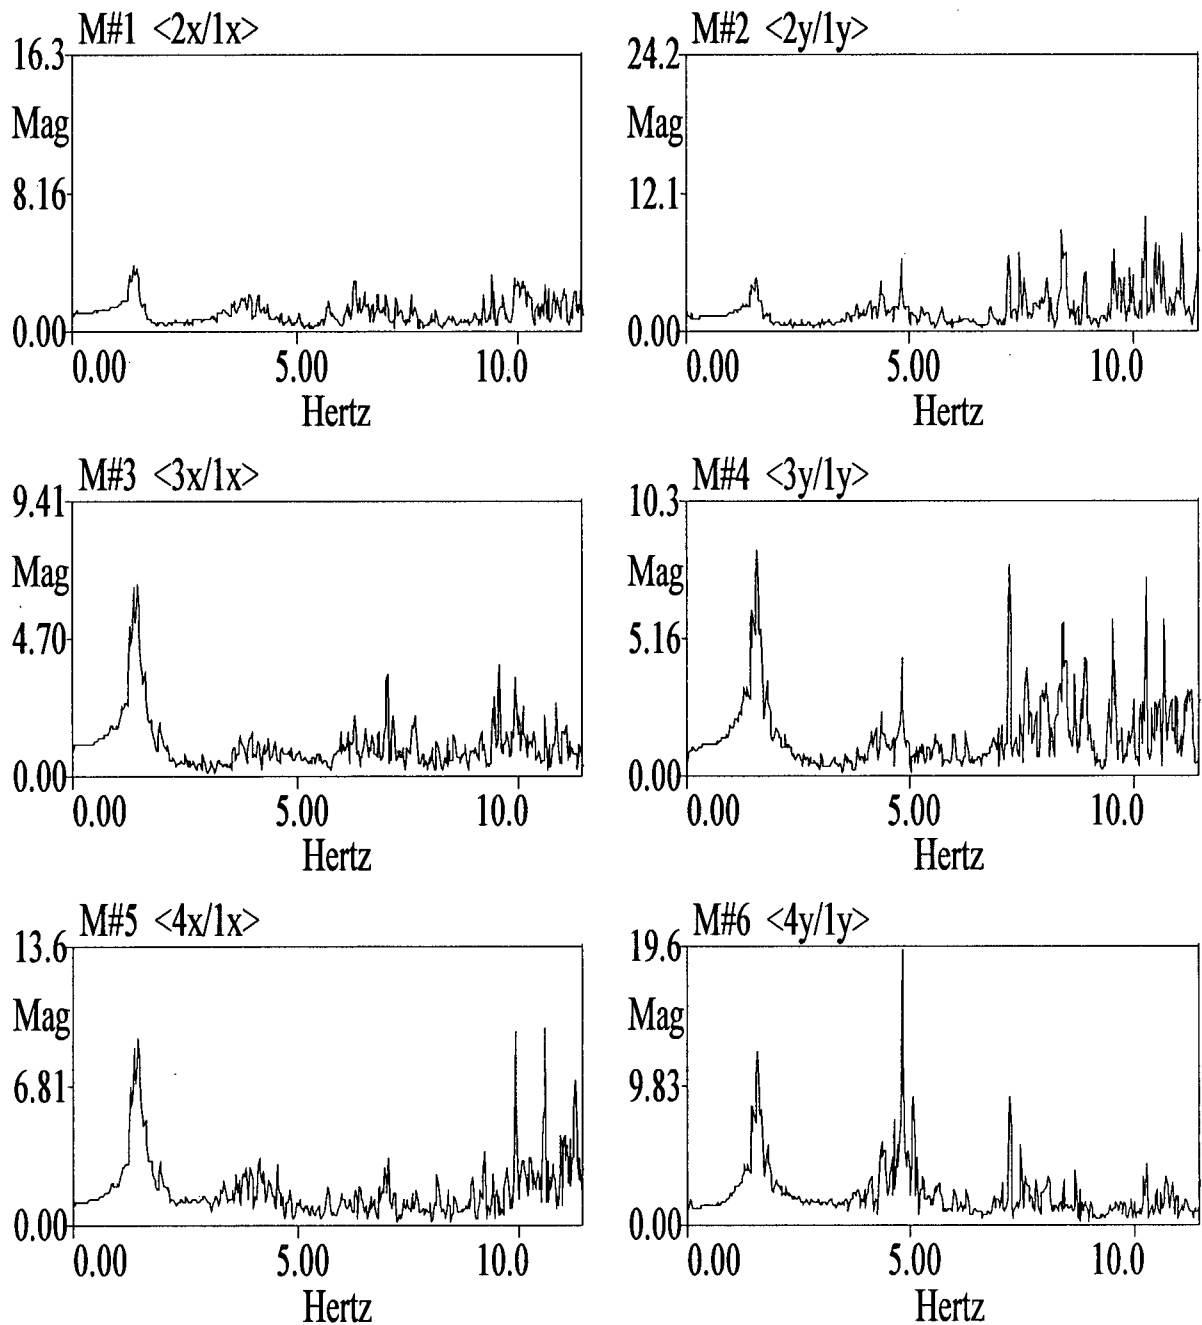 M#1 <2x/1x>
16.3
Mag
8.16
0.00
0.00 5.00 10.0
Hertz
M#2 <2y/1y>
24.2
Mag
12.1
0.00
0.00 5.00 10.0
Hertz
M#3 <3x/1x>
9.41
Mag
4.70
0.00
0.00 5.00 10.0
Hertz
M#4 <3y/1y>
10.3
Mag
5.16
0.00
0.00 5.00 10.0
Hertz
M#5 <4x/1x>
13.6
Mag
6.81
0.00
0.00 5.00 10.0
Hertz
M#6 <4y/1y>
19.6
Mag
9.83
0.00
0.00 5.00 10.0
Hertz